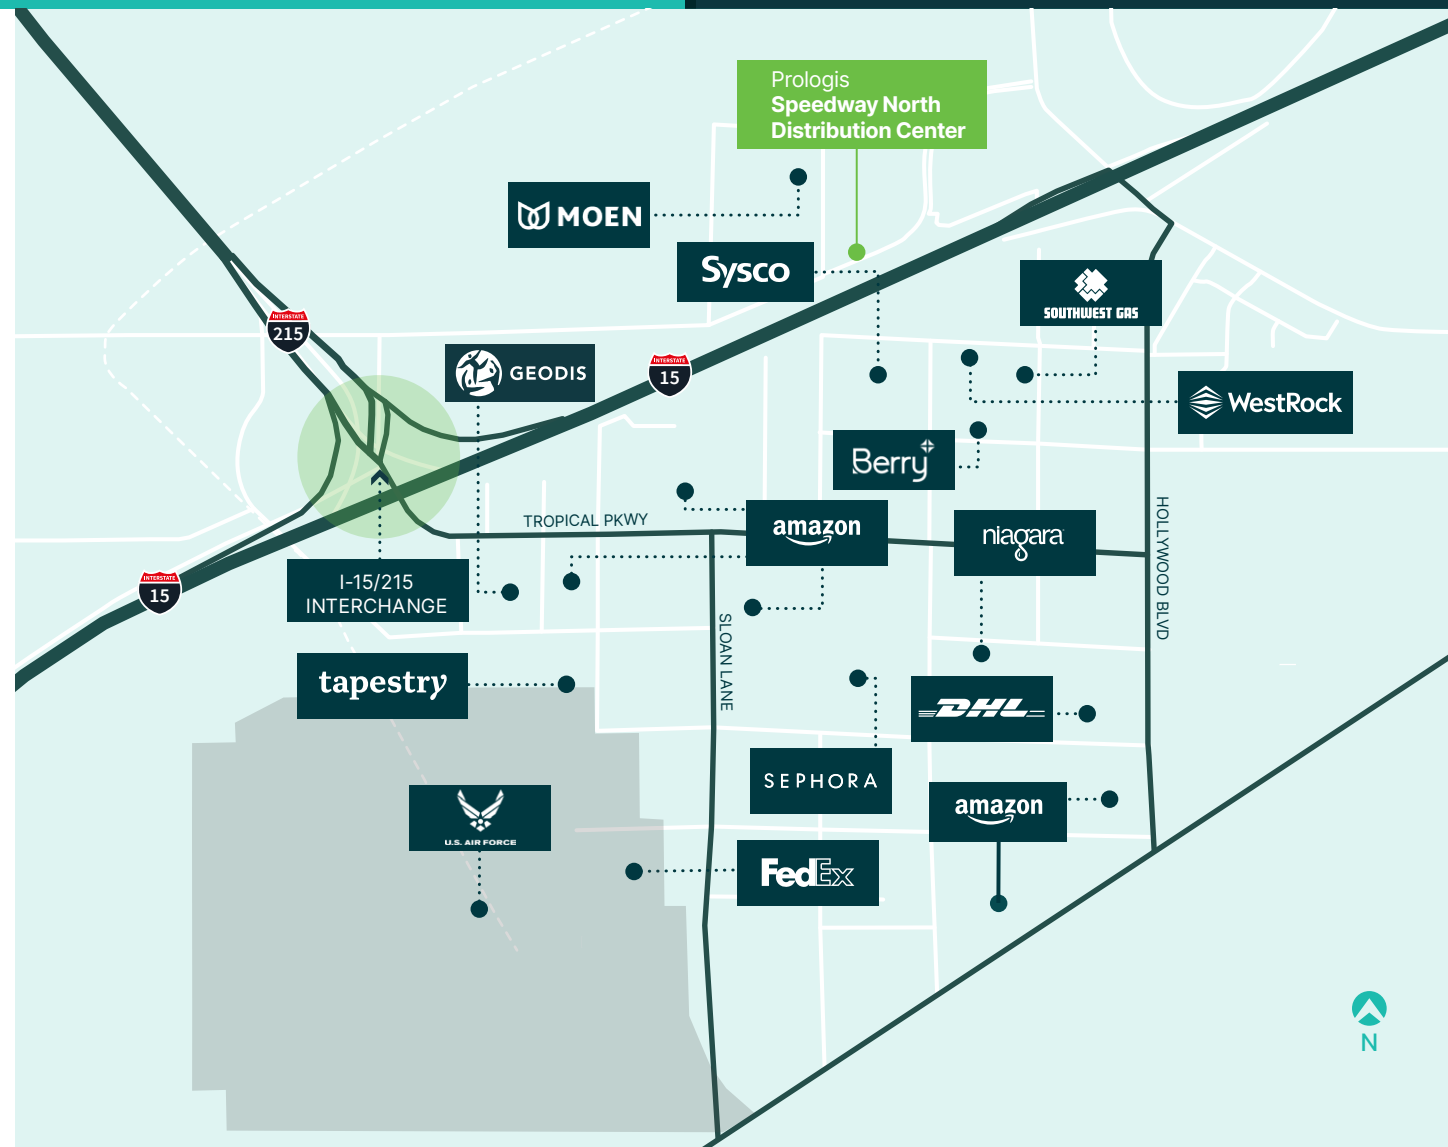 Prologis
Speedway North
Distribution Center
MOEN
Sysco
SOUTHWEST GAS
INTERSTATE
215
GEODIS
INTERSTATE
15
WestRock
Berry
amazon
TROPICAL PKWY
niagara
HOLLYWOOD BLVD
INTERSTATE
15
I-15/215
INTERCHANGE
SLOAN LANE
tapestry
DHL
SEPHORA
amazon
U.S. AIR FORCE
FedEx
N